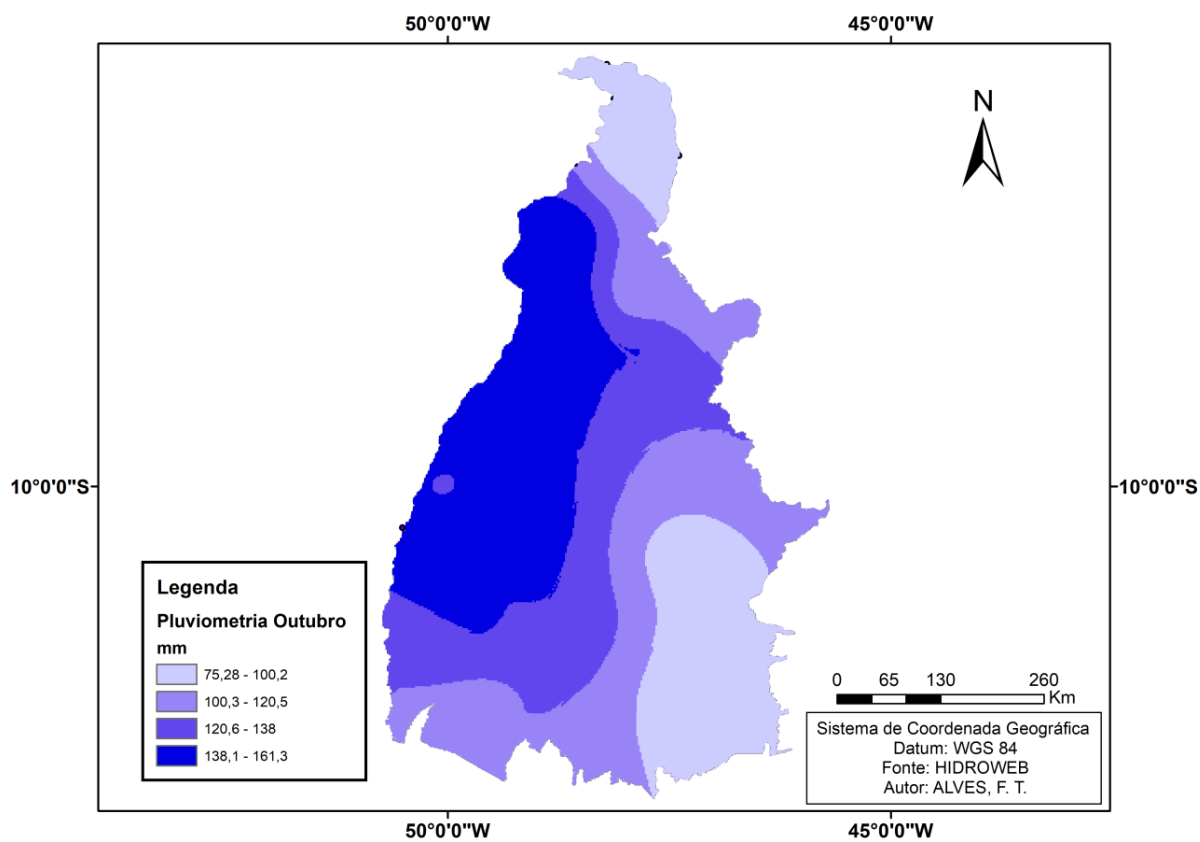 50°0'0"W 45°0'0"W
N
10°0'0"S 10°0'0"S
Legenda
Pluviometria Outubro
mm
75,28 - 100,2
100,3 - 120,5
120,6 - 138
138,1 - 161,3
0 65 130 260
Km
Sistema de Coordenada Geográfica
Datum: WGS 84
Fonte: HIDROWEB
Autor: ALVES, F. T.
50°0'0"W 45°0'0"W